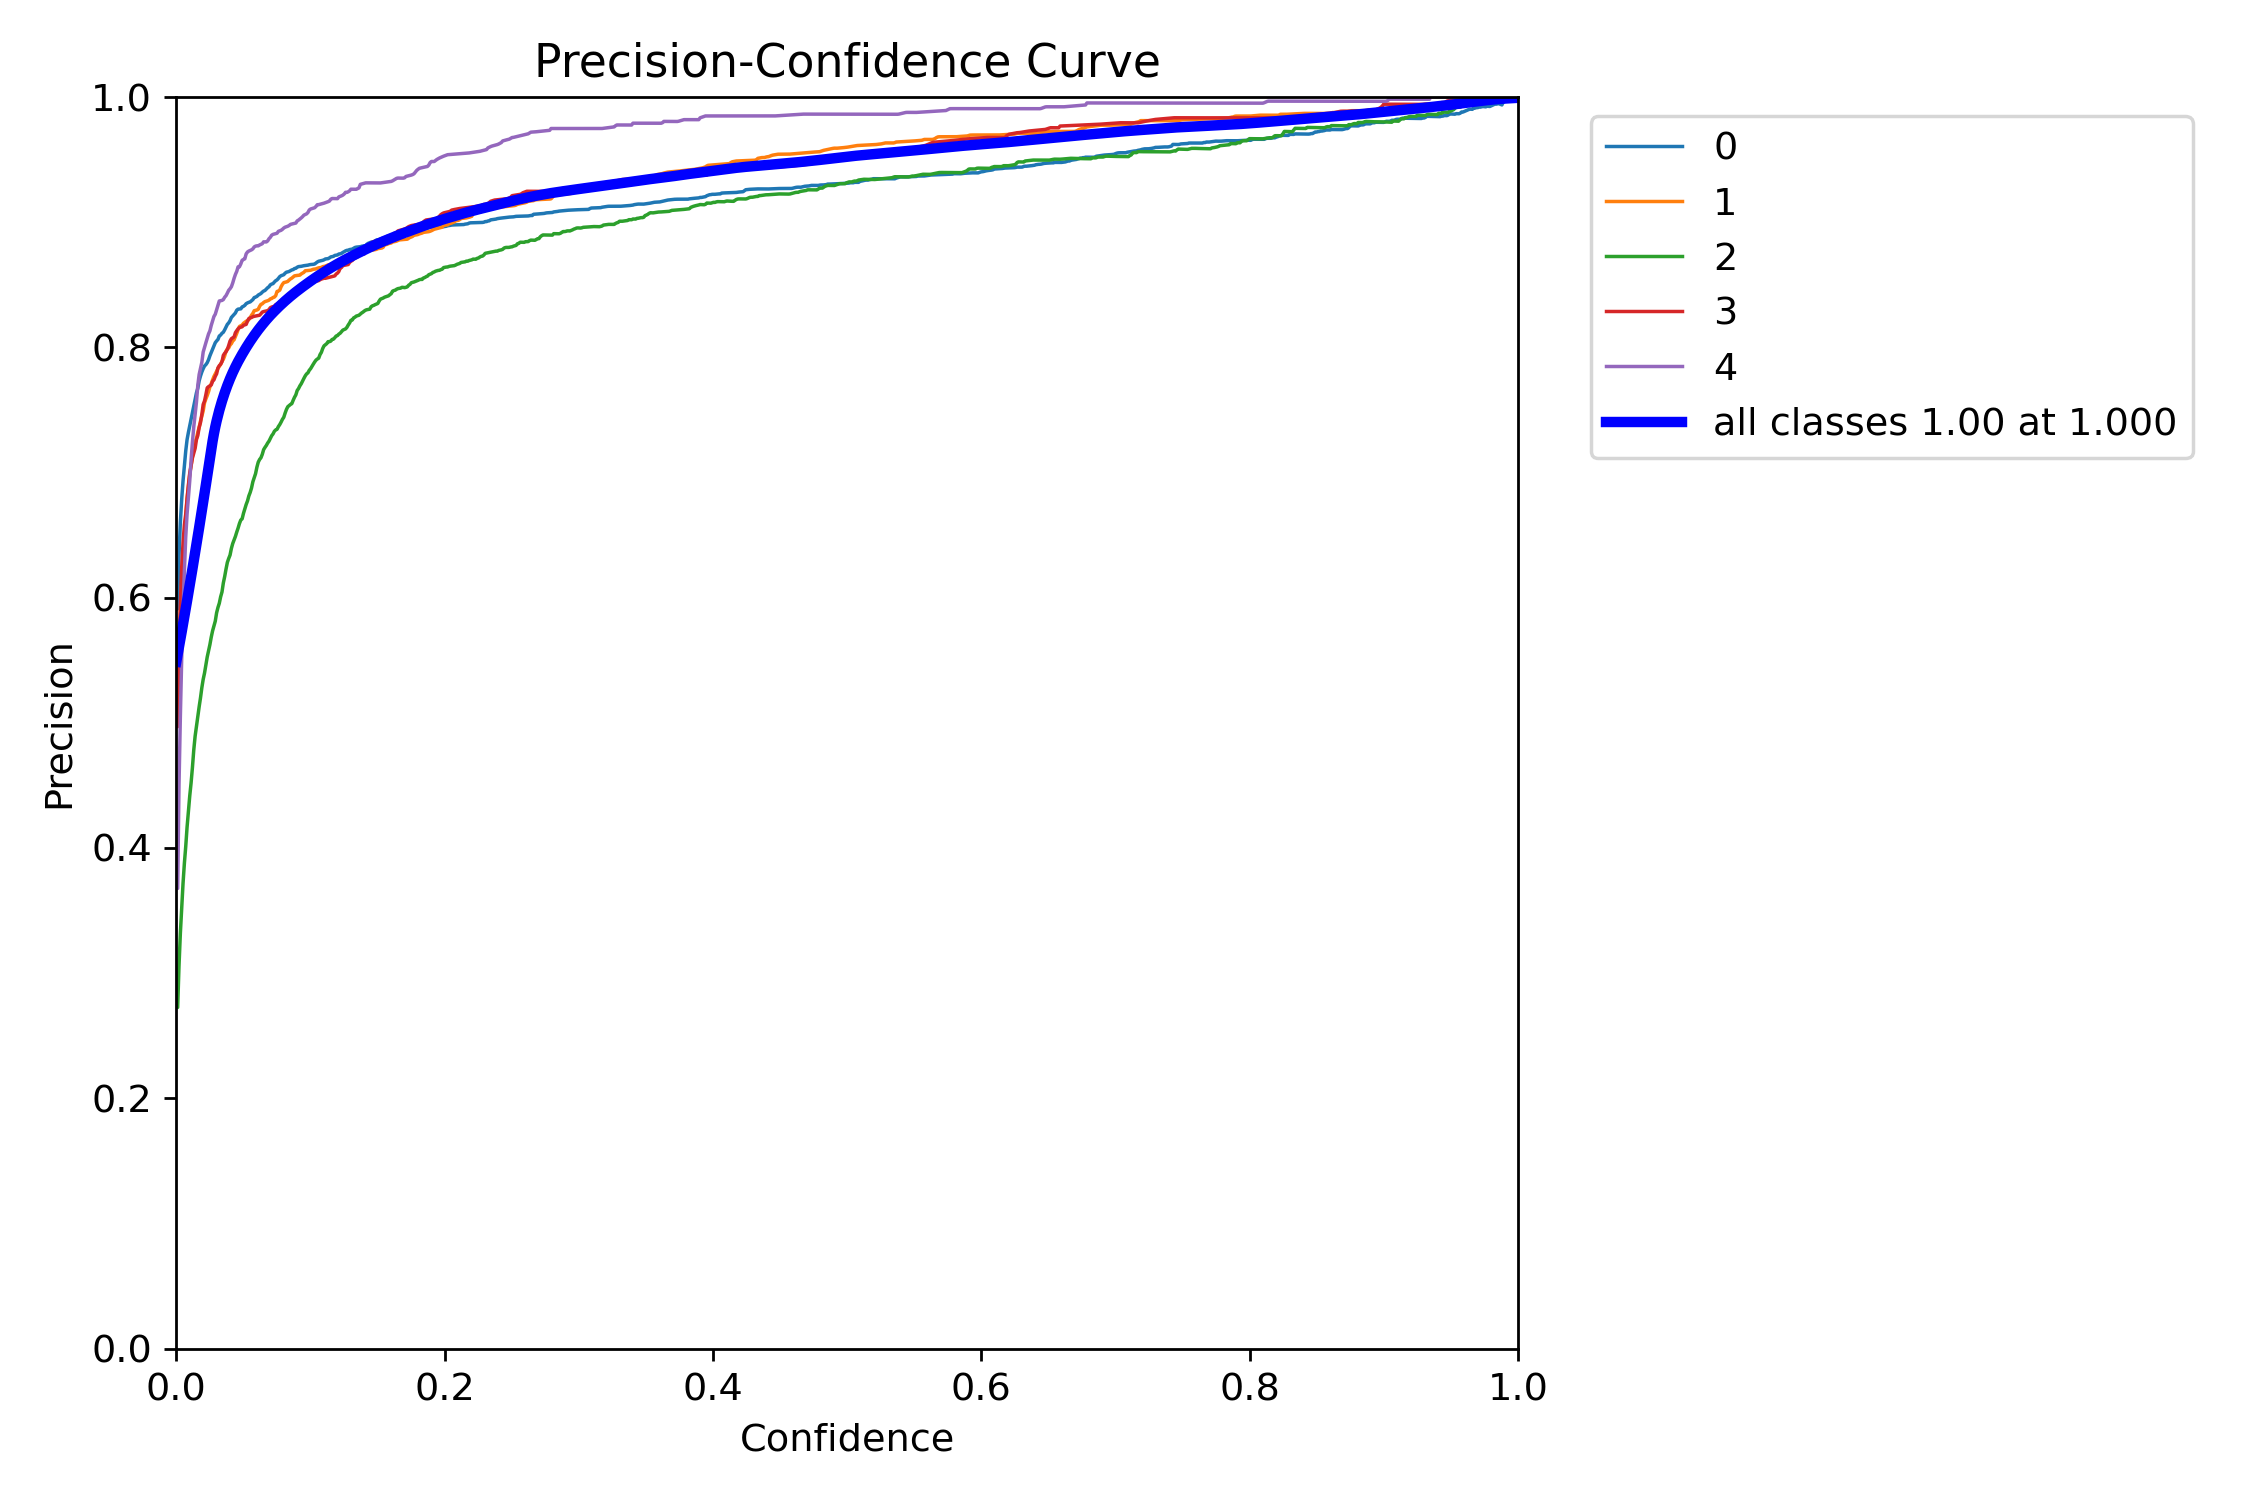 Precision-Confidence Curve
1.0
0.8
0.6
0.4
0.2
0.0
Precision
0.0 0.2 0.4 0.6 0.8 1.0
Confidence
0
1
2
3
4
all classes 1.00 at 1.000